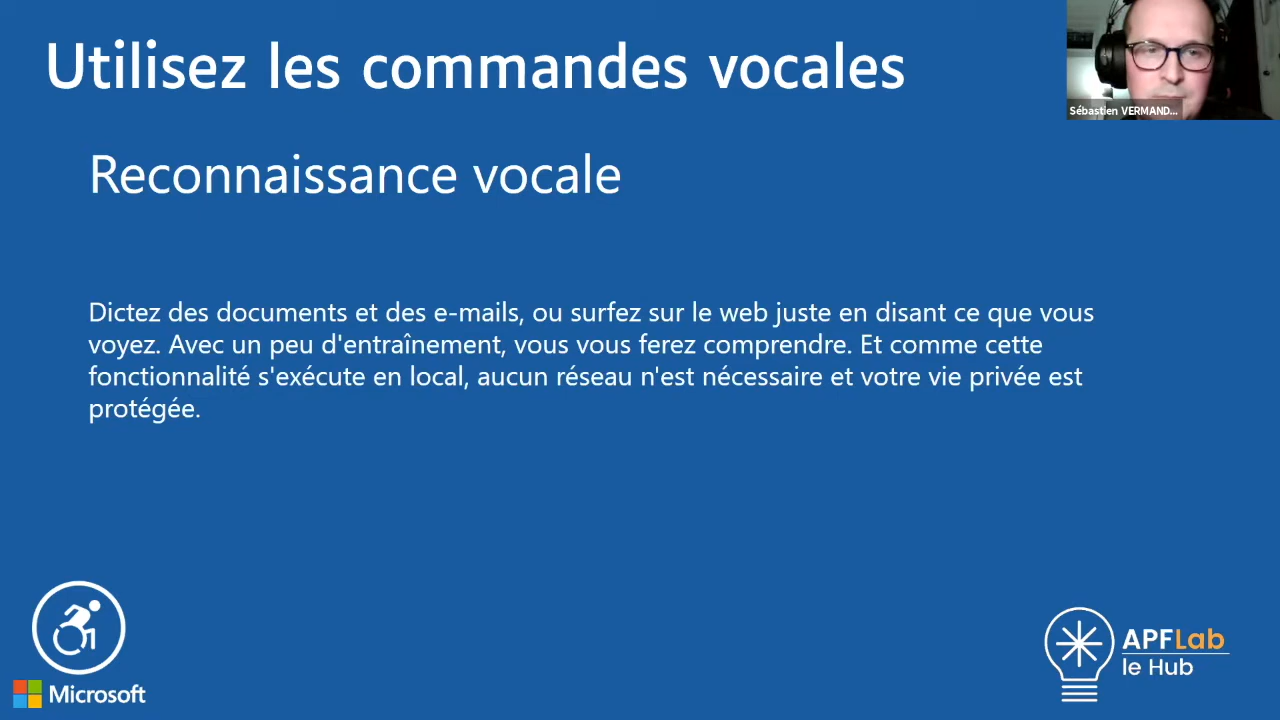 Utilisez les commandes vocales
Sébastien VERMAND...
Reconnaissance vocale
Dictez des documents et des e-mails, ou surfez sur le web juste en disant ce que vous
voyez. Avec un peu d'entraînement, vous vous ferez comprendre. Et comme cette
fonctionnalité s'exécute en local, aucun réseau n'est nécessaire et votre vie privée est
protégée.
APFLab
le Hub
Microsoft